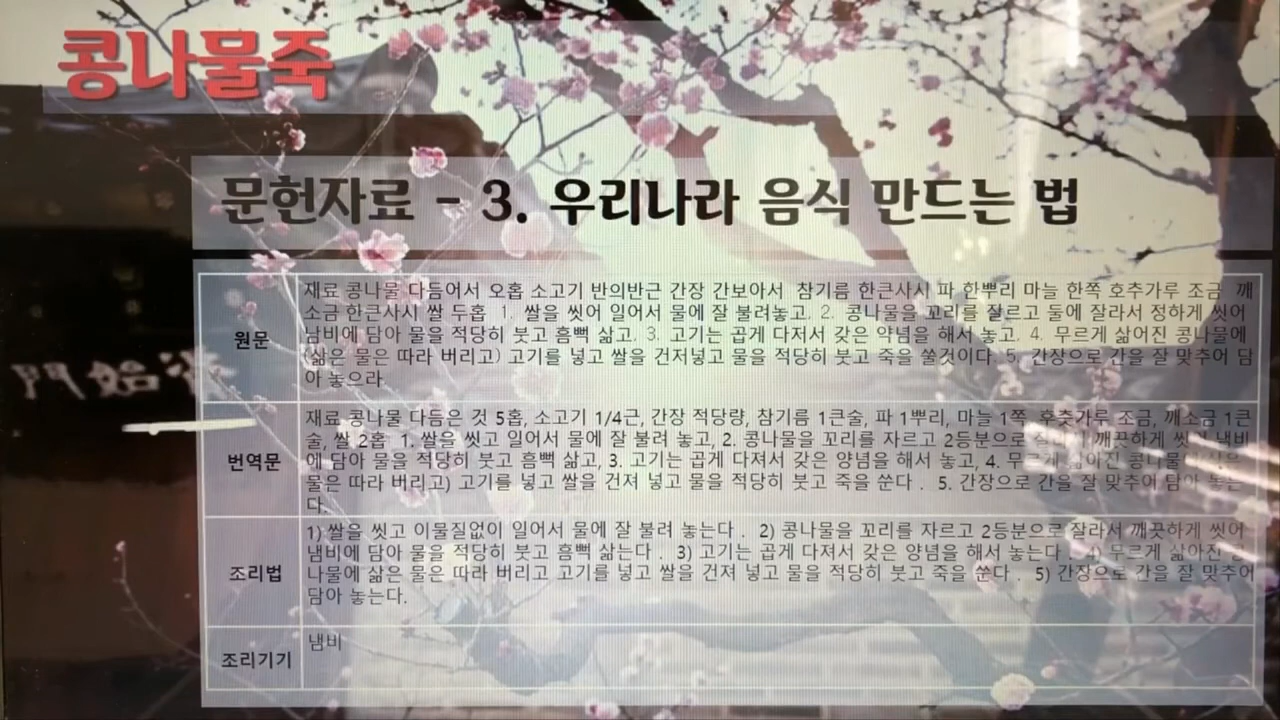 콩나물죽
문헌자료 - 3. 우리나라 음식 만드는 법
원문
재료 콩나물 다듬어서 오홉 소고기 반의반근 간장 간보아서 참기름 한큰사시 파 한뿌리 마늘 한쪽 호추가루 조금 깨
소금 한큰사시 쌀 두홉 1. 쌀을 씻어 일어서 물에 잘 불려놓고. 2. 콩나물을 꼬리를 잘르고 둘에 잘라서 정하게 씻어
남비에 담아 물을 적당히 붓고 흠뻑 삶고. 3. 고기는 곱게 다져서 갖은 약념을 해서 놓고. 4. 무르게 삶어진 콩나물에
(삶은 물은 따라 버리고) 고기를 넣고 쌀을 건저넣고 물을 적당히 붓고 죽을 쑬것이다. 5. 간장으로 간을 잘 맞추어 담
아 놓으라.
번역문
재료 콩나물 다듬은 것 5홉, 소고기 1/4근, 간장 적당량, 참기름 1큰술, 파 1뿌리, 마늘 1쪽, 후춧가루 조금, 깨소금 1큰
술, 쌀 2홉 1. 쌀을 씻고 일어서 물에 잘 불려 놓고, 2. 콩나물을 꼬리를 자르고 2등분으로 깨끗하게 냄비
에 담아 물을 적당히 붓고 흠뻑 삶고, 3. 고기는 곱게 다져서 갖은 양념을 해서 놓고, 4. 무르게 삶아진
물은 따라 버리고) 고기를 넣고 쌀을 건져 넣고 물을 적당히 붓고 죽을 쑨다 . 5. 간장으로 간을 잘 맞추어 담아 놓는
다.
조리법
1) 쌀을 씻고 이물질없이 일어서 물에 잘 불려 놓는다 . 2) 콩나물을 꼬리를 자르고 2등분으로 잘라서 깨끗하게 씻어
냄비에 담아 물을 적당히 붓고 흠뻑 삶는다 . 3) 고기는 곱게 다져서 갖은 양념을 해서 놓는다 . 4) 무르게 삶아진
나물에 삶은 물은 따라 버리고 고기를 넣고 쌀을 건져 넣고 물을 적당히 붓고 죽을 쑨다 . 5) 간장으로 간을 잘 맞추어
담아 놓는다.
조리기기
냄비